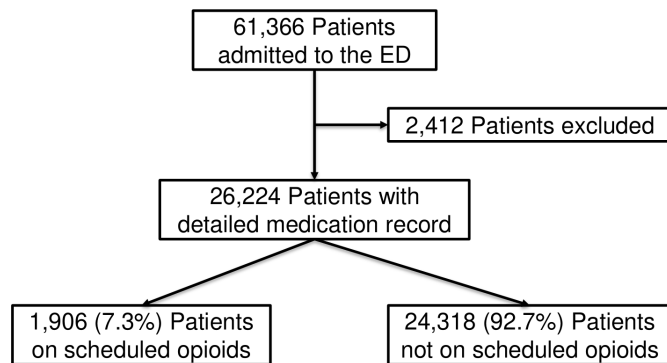 61,366 Patients
admitted to the ED
2,412 Patients excluded
26,224 Patients with
detailed medication record
1,906 (7.3%) Patients
on scheduled opioids
24,318 (92.7%) Patients
not on scheduled opioids